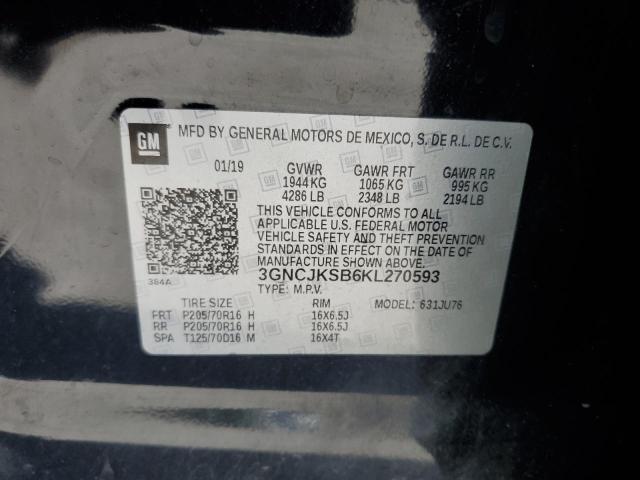 GM MFD BY GENERAL MOTORS DE MEXICO, S. DE R.L. DE C.V.
01/19 GVWR GAWR FRT GAWR RR
1944 KG 1065 KG 995 KG
4286 LB 2348 LB 2194 LB
THIS VEHICLE CONFORMS TO ALL
APPLICABLE U.S. FEDERAL MOTOR
VEHICLE SAFETY AND THEFT PREVENTION
STANDARDS IN EFFECT ON THE DATE OF
MANUFACTURE SHOWN ABOVE.
384A 3GNCJKSB6KL270593
TYPE: M.P.V.
TIRE SIZE RIM MODEL: 631JU76
FRT P205/70R16 H 16X6.5J
RR P205/70R16 H 16X6.5J
SPA T125/70D16 M 16X4T